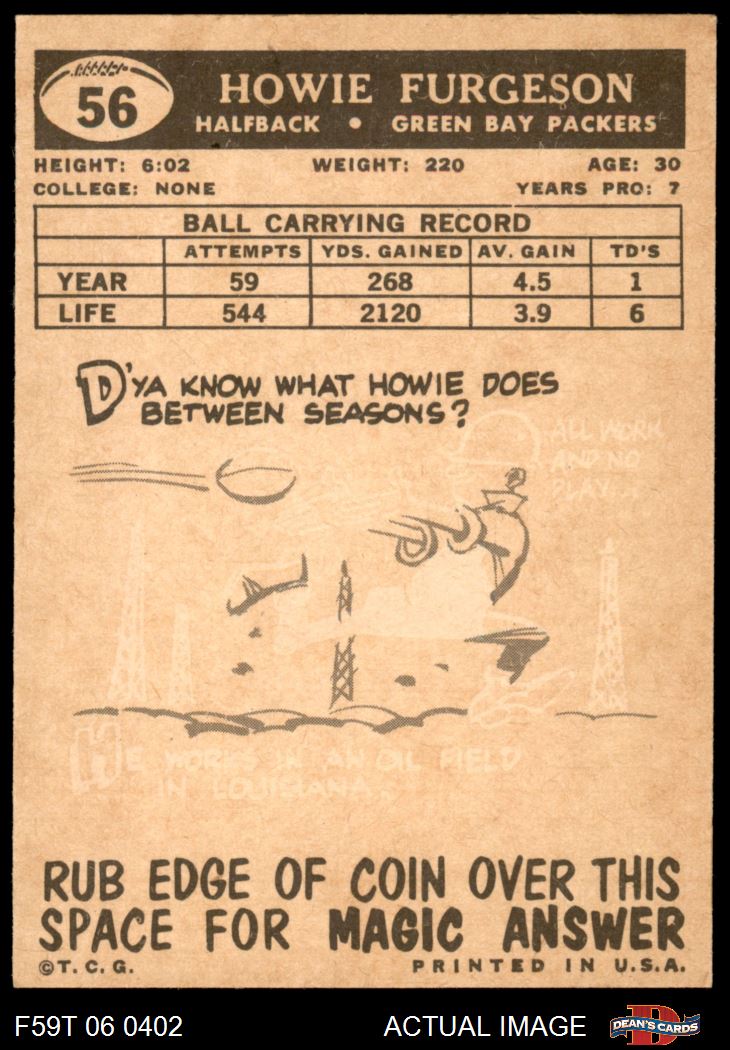 56
HOWIE FURGESON
HALFBACK • GREEN BAY PACKERS
HEIGHT: 6:02 WEIGHT: 220 AGE: 30
COLLEGE: NONE YEARS PRO: 7
BALL CARRYING RECORD
ATTEMPTS YDS. GAINED AV. GAIN TD'S
YEAR 59 268 4.5 1
LIFE 544 2120 3.9 6
D'YA KNOW WHAT HOWIE DOES
BETWEEN SEASONS?
ALL WORK
AND NO
PLAY...
HE WORKS IN AN OIL FIELD
IN LOUISIANA.
RUB EDGE OF COIN OVER THIS
SPACE FOR MAGIC ANSWER
©T. C. G. PRINTED IN U.S.A.
F59T 06 0402 ACTUAL IMAGE DEAN'S CARDS